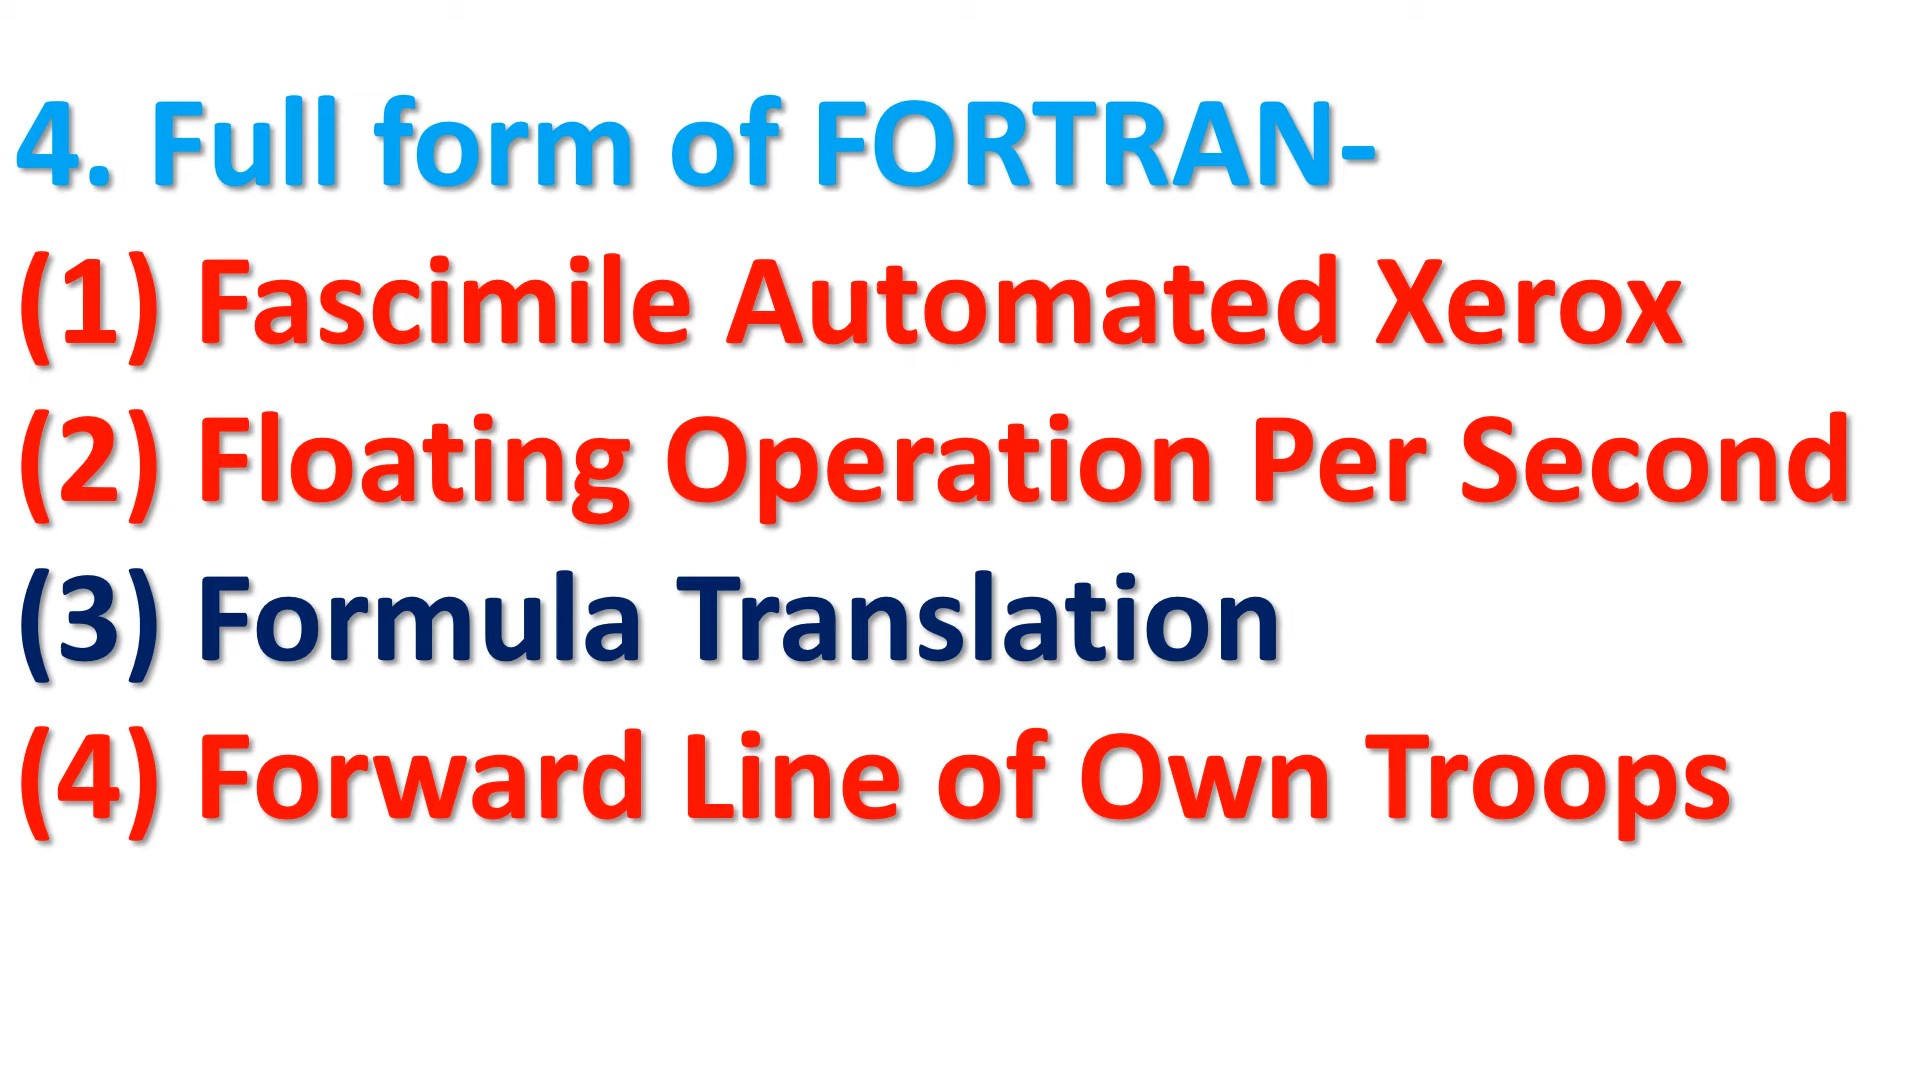 4. Full form of FORTRAN-
(1) Fascimile Automated Xerox
(2) Floating Operation Per Second
(3) Formula Translation
(4) Forward Line of Own Troops